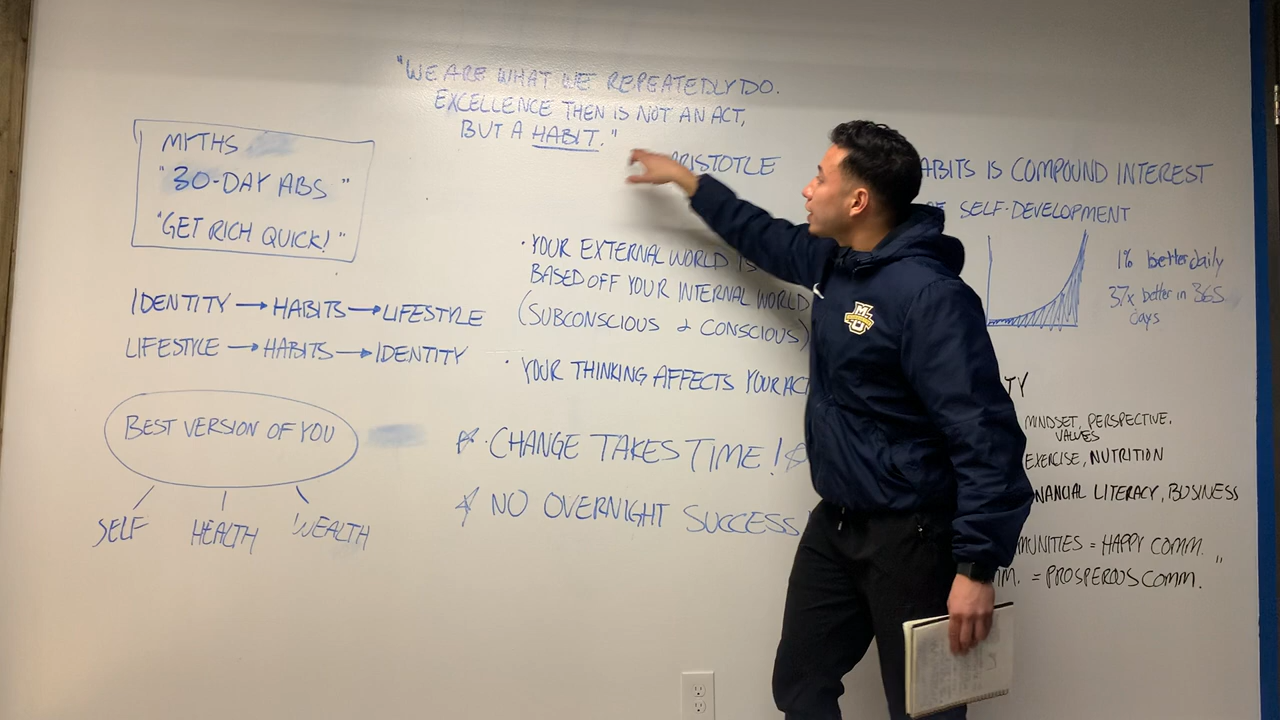 "WE ARE WHAT WE REPEATEDLY DO.
EXCELLENCE THEN IS NOT AN ACT,
BUT A HABIT."
ARISTOTLE
MYTHS
"30-DAY ABS"
"GET RICH QUICK!"
IDENTITY → HABITS → LIFESTYLE
LIFESTYLE → HABITS → IDENTITY
BEST VERSION OF YOU
SELF HEALTH WEALTH
· YOUR EXTERNAL WORLD IS
BASED OFF YOUR INTERNAL WORLD
(SUBCONSCIOUS & CONSCIOUS)
· YOUR THINKING AFFECTS YOUR
· CHANGE TAKES TIME!
NO OVERNIGHT SUCCESS
ABITS IS COMPOUND INTEREST
SELF-DEVELOPMENT
1% better daily
37x better in 365
days
TY
MINDSET, PERSPECTIVE.
VALUES
EXERCISE, NUTRITION
NANCIAL LITERACY, BUSINESS
MUNITIES = HAPPY COMM.
MM. = PROSPEROUS COMM."